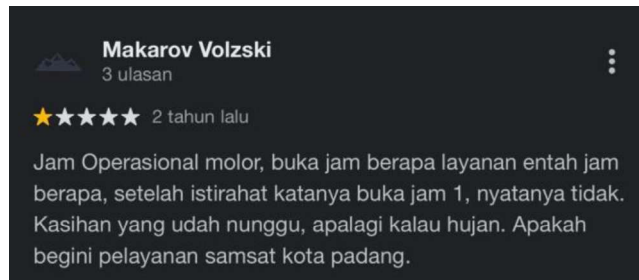 Makarov Volzski
3 ulasan
2 tahun lalu
Jam Operasional molor, buka jam berapa layanan entah jam
berapa, setelah istirahat katanya buka jam 1, nyatanya tidak.
Kasihan yang udah nunggu, apalagi kalau hujan. Apakah
begini pelayanan samsat kota padang.